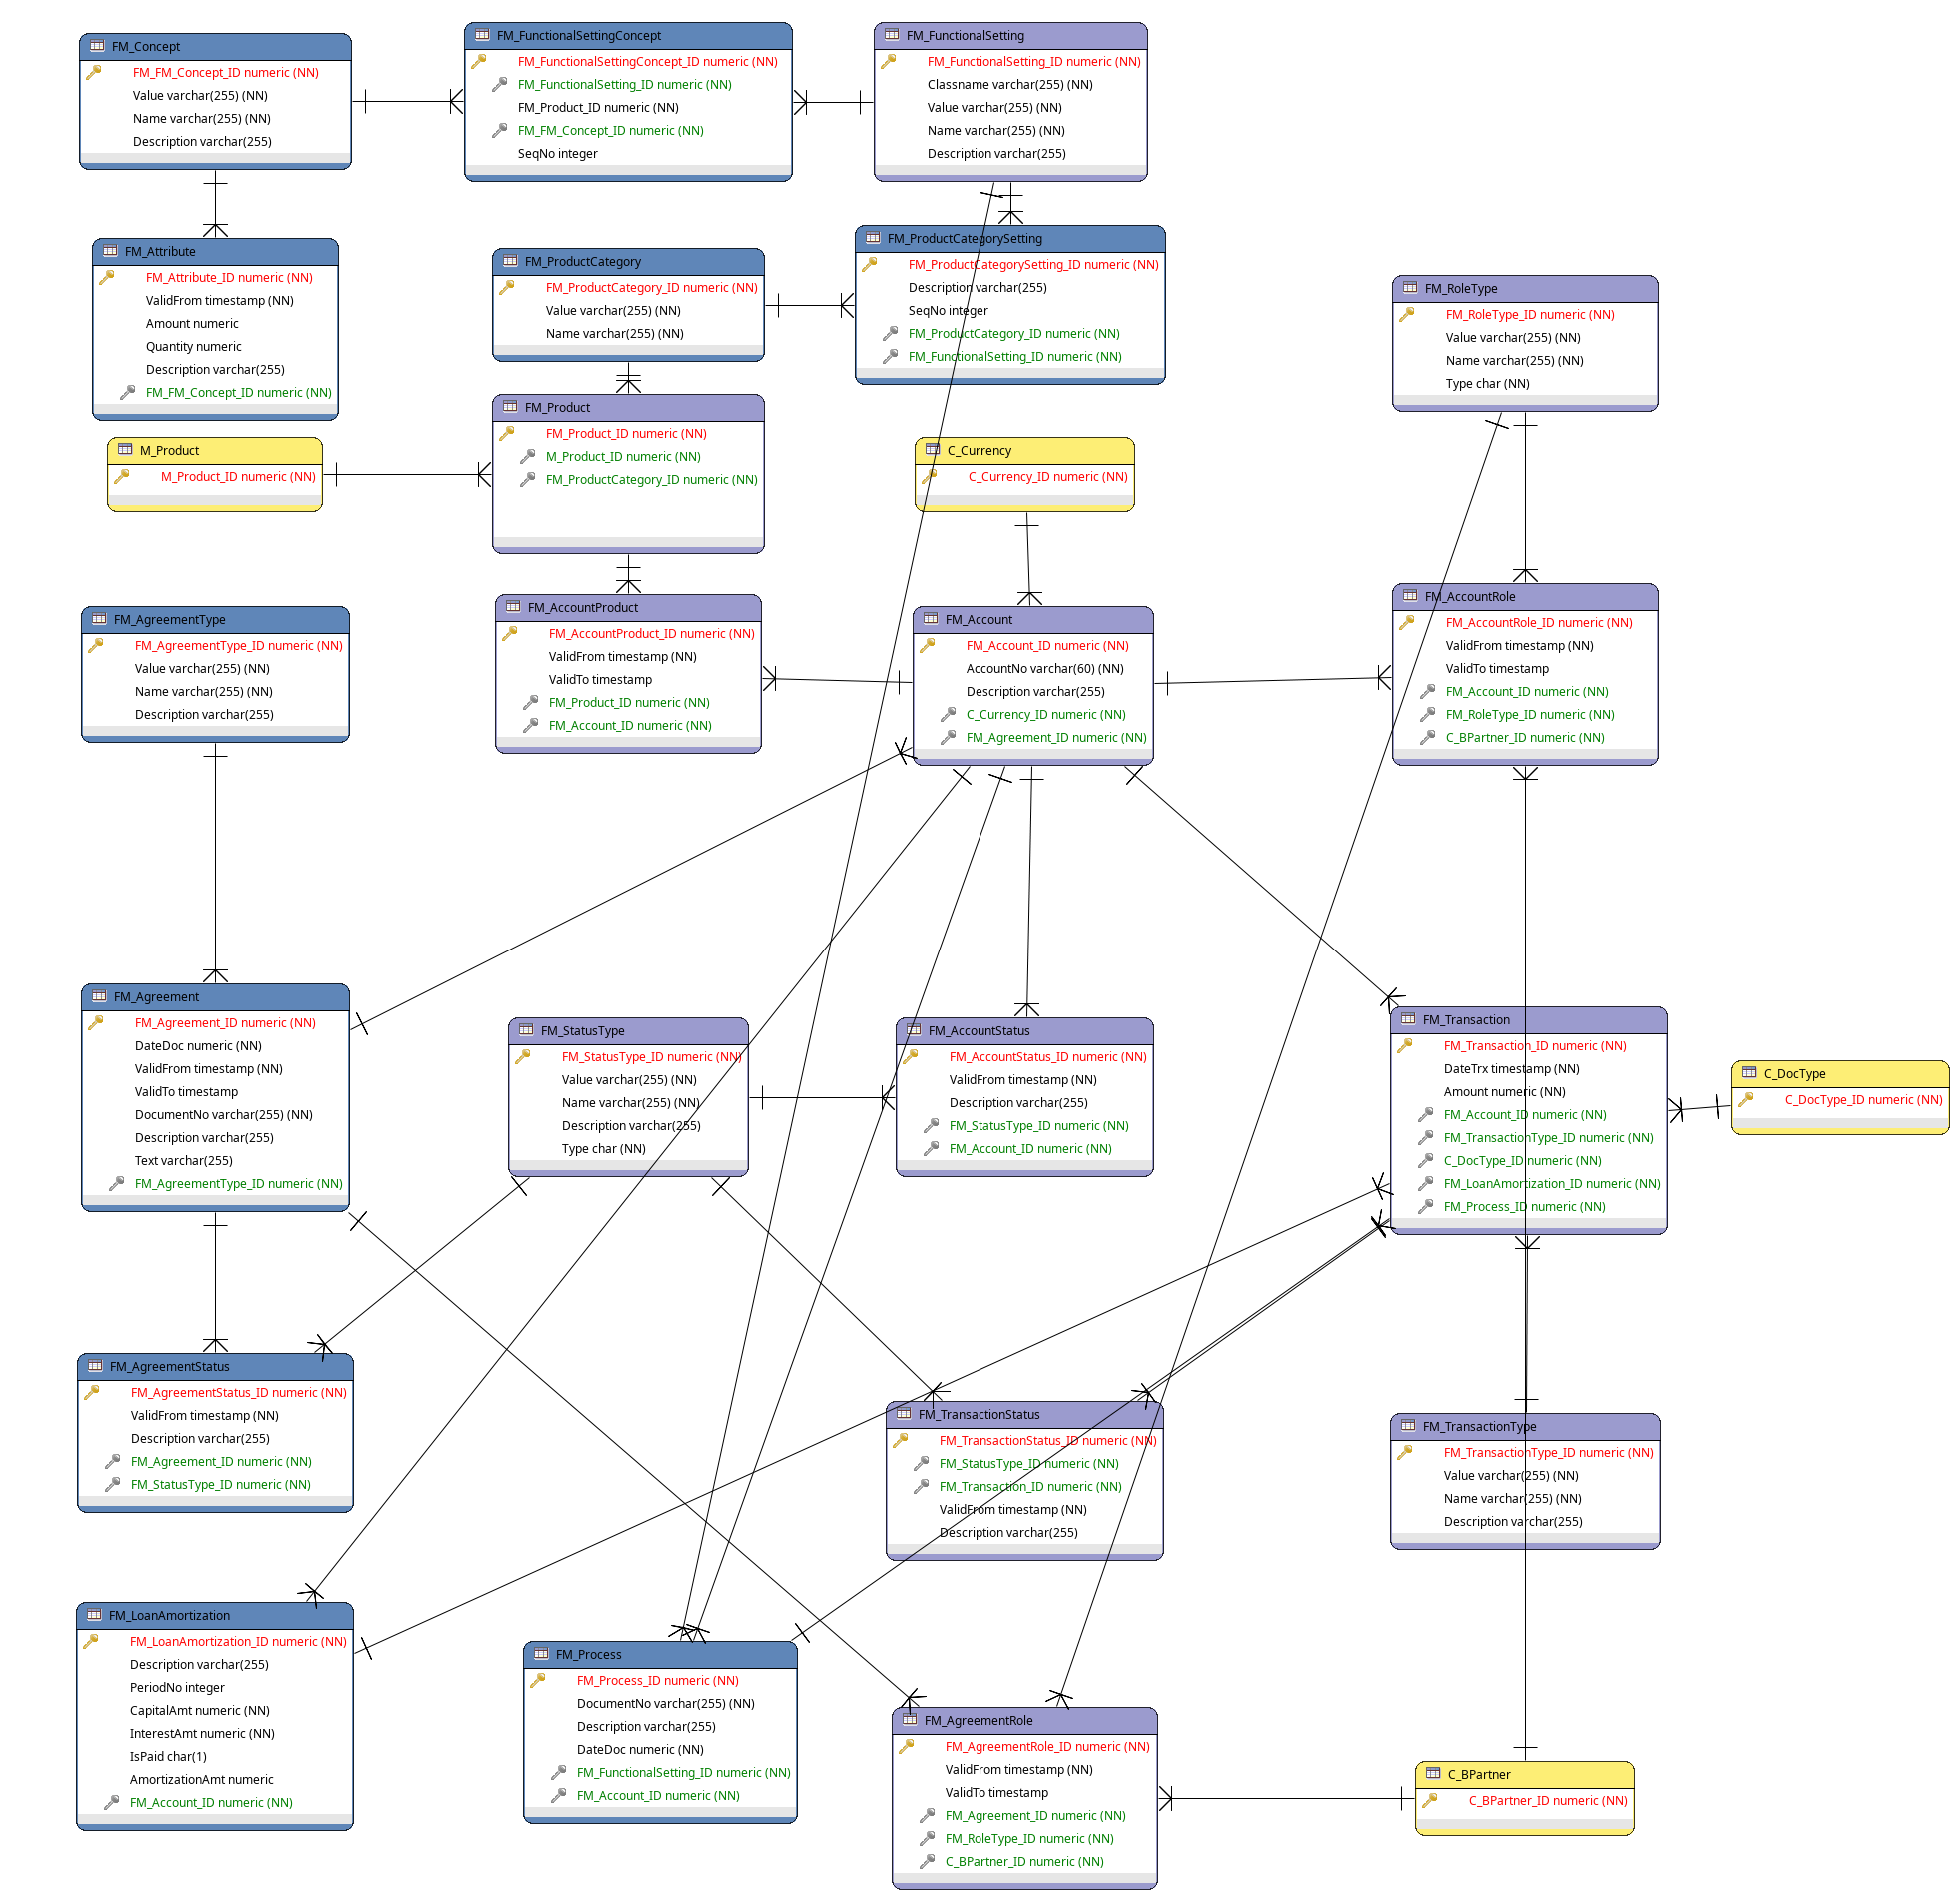 FM_Concept
FM_FM_Concept_ID numeric (NN)
Value varchar(255) (NN)
Name varchar(255) (NN)
Description varchar(255)
FM_FunctionalSettingConcept
FM_FunctionalSettingConcept_ID numeric (NN)
FM_FunctionalSetting_ID numeric (NN)
FM_Product_ID numeric (NN)
FM_FM_Concept_ID numeric (NN)
SeqNo integer
FM_FunctionalSetting
FM_FunctionalSetting_ID numeric (NN)
Classname varchar(255) (NN)
Value varchar(255) (NN)
Name varchar(255) (NN)
Description varchar(255)
FM_Attribute
FM_Attribute_ID numeric (NN)
ValidFrom timestamp (NN)
Amount numeric
Quantity numeric
Description varchar(255)
FM_FM_Concept_ID numeric (NN)
FM_ProductCategory
FM_ProductCategory_ID numeric (NN)
Value varchar(255) (NN)
Name varchar(255) (NN)
FM_ProductCategorySetting
FM_ProductCategorySetting_ID numeric (NN)
Description varchar(255)
SeqNo integer
FM_ProductCategory_ID numeric (NN)
FM_FunctionalSetting_ID numeric (NN)
FM_RoleType
FM_RoleType_ID numeric (NN)
Value varchar(255) (NN)
Name varchar(255) (NN)
Type char (NN)
M_Product
M_Product_ID numeric (NN)
FM_Product
FM_Product_ID numeric (NN)
M_Product_ID numeric (NN)
FM_ProductCategory_ID numeric (NN)
C_Currency
C_Currency_ID numeric (NN)
FM_AgreementType
FM_AgreementType_ID numeric (NN)
Value varchar(255) (NN)
Name varchar(255) (NN)
Description varchar(255)
FM_AccountProduct
FM_AccountProduct_ID numeric (NN)
ValidFrom timestamp (NN)
ValidTo timestamp
FM_Product_ID numeric (NN)
FM_Account_ID numeric (NN)
FM_Account
FM_Account_ID numeric (NN)
AccountNo varchar(60) (NN)
Description varchar(255)
C_Currency_ID numeric (NN)
FM_Agreement_ID numeric (NN)
FM_AccountRole
FM_AccountRole_ID numeric (NN)
ValidFrom timestamp (NN)
ValidTo timestamp
FM_Account_ID numeric (NN)
FM_RoleType_ID numeric (NN)
C_BPartner_ID numeric (NN)
FM_Agreement
FM_Agreement_ID numeric (NN)
DateDoc numeric (NN)
ValidFrom timestamp (NN)
ValidTo timestamp
DocumentNo varchar(255) (NN)
Description varchar(255)
Text varchar(255)
FM_AgreementType_ID numeric (NN)
FM_StatusType
FM_StatusType_ID numeric (NN)
Value varchar(255) (NN)
Name varchar(255) (NN)
Description varchar(255)
Type char (NN)
FM_AccountStatus
FM_AccountStatus_ID numeric (NN)
ValidFrom timestamp (NN)
Description varchar(255)
FM_StatusType_ID numeric (NN)
FM_Account_ID numeric (NN)
FM_Transaction
FM_Transaction_ID numeric (NN)
DateTrx timestamp (NN)
Amount numeric (NN)
FM_Account_ID numeric (NN)
FM_TransactionType_ID numeric (NN)
C_DocType_ID numeric (NN)
FM_LoanAmortization_ID numeric (NN)
FM_Process_ID numeric (NN)
C_DocType
C_DocType_ID numeric (NN)
FM_AgreementStatus
FM_AgreementStatus_ID numeric (NN)
ValidFrom timestamp (NN)
Description varchar(255)
FM_Agreement_ID numeric (NN)
FM_StatusType_ID numeric (NN)
FM_TransactionStatus
FM_TransactionStatus_ID numeric (NN)
FM_StatusType_ID numeric (NN)
FM_Transaction_ID numeric (NN)
ValidFrom timestamp (NN)
Description varchar(255)
FM_TransactionType
FM_TransactionType_ID numeric (NN)
Value varchar(255) (NN)
Name varchar(255) (NN)
Description varchar(255)
FM_LoanAmortization
FM_LoanAmortization_ID numeric (NN)
Description varchar(255)
PeriodNo integer
CapitalAmt numeric (NN)
InterestAmt numeric (NN)
IsPaid char(1)
AmortizationAmt numeric
FM_Account_ID numeric (NN)
FM_Process
FM_Process_ID numeric (NN)
DocumentNo varchar(255) (NN)
Description varchar(255)
DateDoc numeric (NN)
FM_FunctionalSetting_ID numeric (NN)
FM_Account_ID numeric (NN)
FM_AgreementRole
FM_AgreementRole_ID numeric (NN)
ValidFrom timestamp (NN)
ValidTo timestamp
FM_Agreement_ID numeric (NN)
FM_RoleType_ID numeric (NN)
C_BPartner_ID numeric (NN)
C_BPartner
C_BPartner_ID numeric (NN)